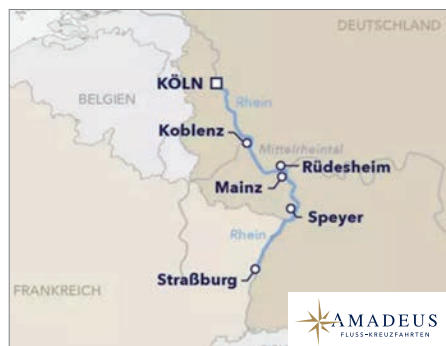 DEUTSCHLAND
KÖLN
BELGIEN
Rhein
Koblenz
Mittelrheintal
Rüdesheim
Mainz
Speyer
Rhein
Straßburg
FRANKREICH
AMADEUS
FLUSS-KREUZFAHRTEN